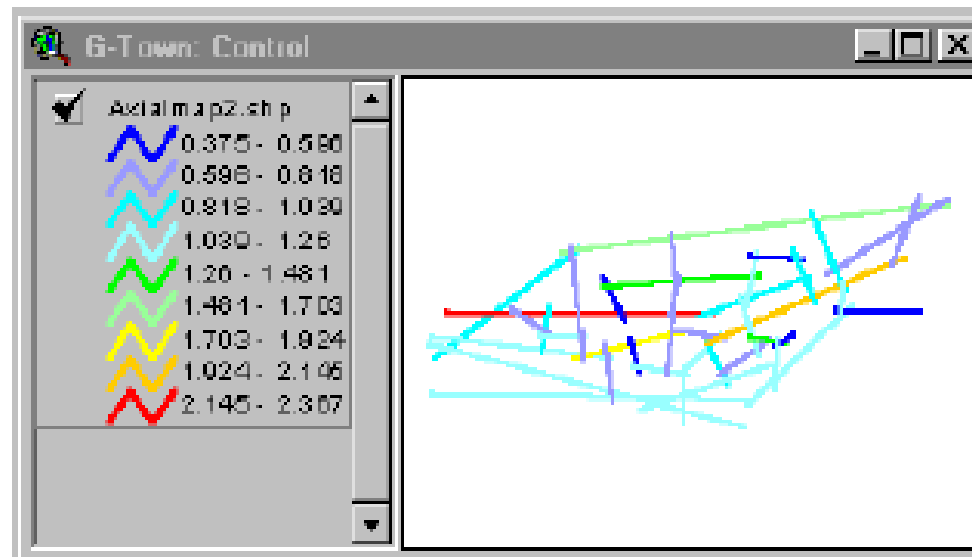 G-Town: Control
Axialmap2.shp
0.375 - 0.596
0.596 - 0.818
0.818 - 1.039
1.039 - 1.26
1.26 - 1.481
1.481 - 1.703
1.703 - 1.924
1.924 - 2.145
2.145 - 2.367